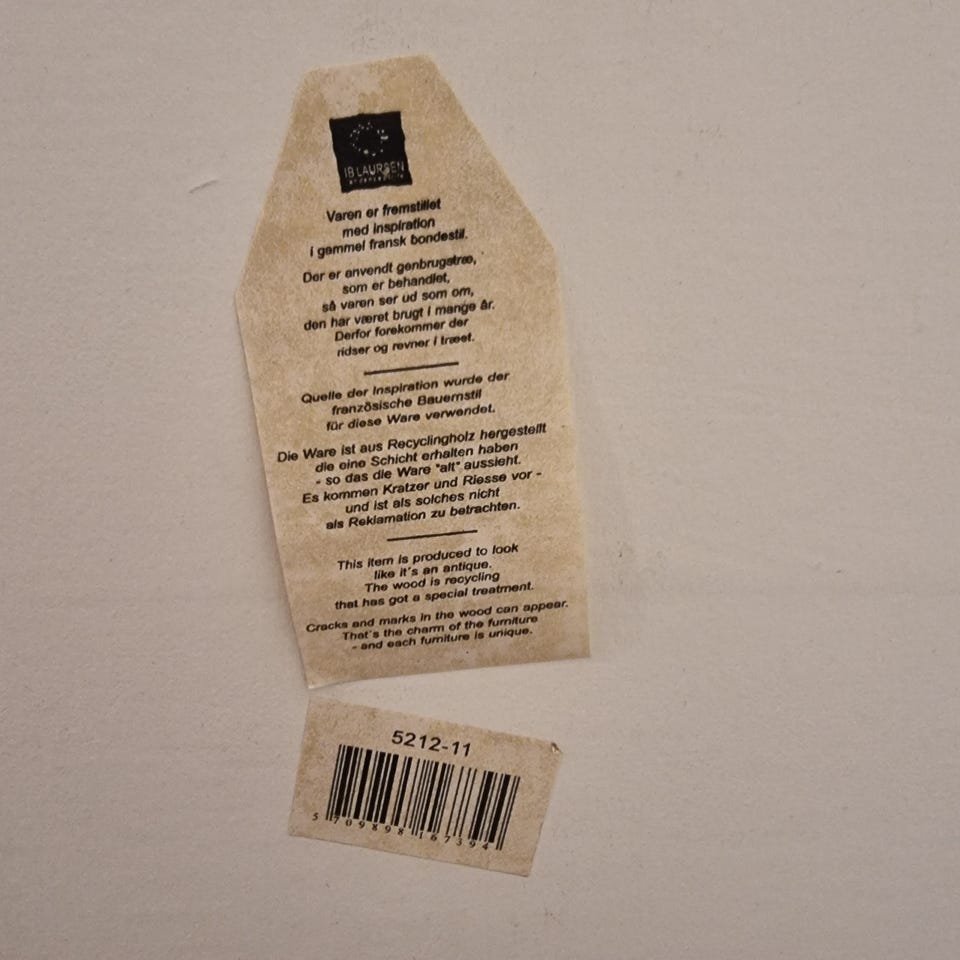 IB LAURSEN
Varen er fremstillet
med inspiration
i gammel fransk bondestil.
Der er anvendt genbrugstræ,
som er behandlet,
så varen ser ud som om,
den har været brugt i mange år.
Derfor forekommer der
ridser og revner i træet.
Quelle der Inspiration wurde der
französische Bauernstil
für diese Ware verwendet.
Die Ware ist aus Recyclingholz hergestellt
die eine Schicht erhalten haben
- so das die Ware "alt" aussieht.
Es kommen Kratzer und Riesse vor -
und ist als solches nicht
als Reklamation zu betrachten.
This item is produced to look
like it's an antique.
The wood is recycling
that has got a special treatment.
Cracks and marks in the wood can appear.
That's the charm of the furniture
- and each furniture is unique.
5212-11
5 709898 167394